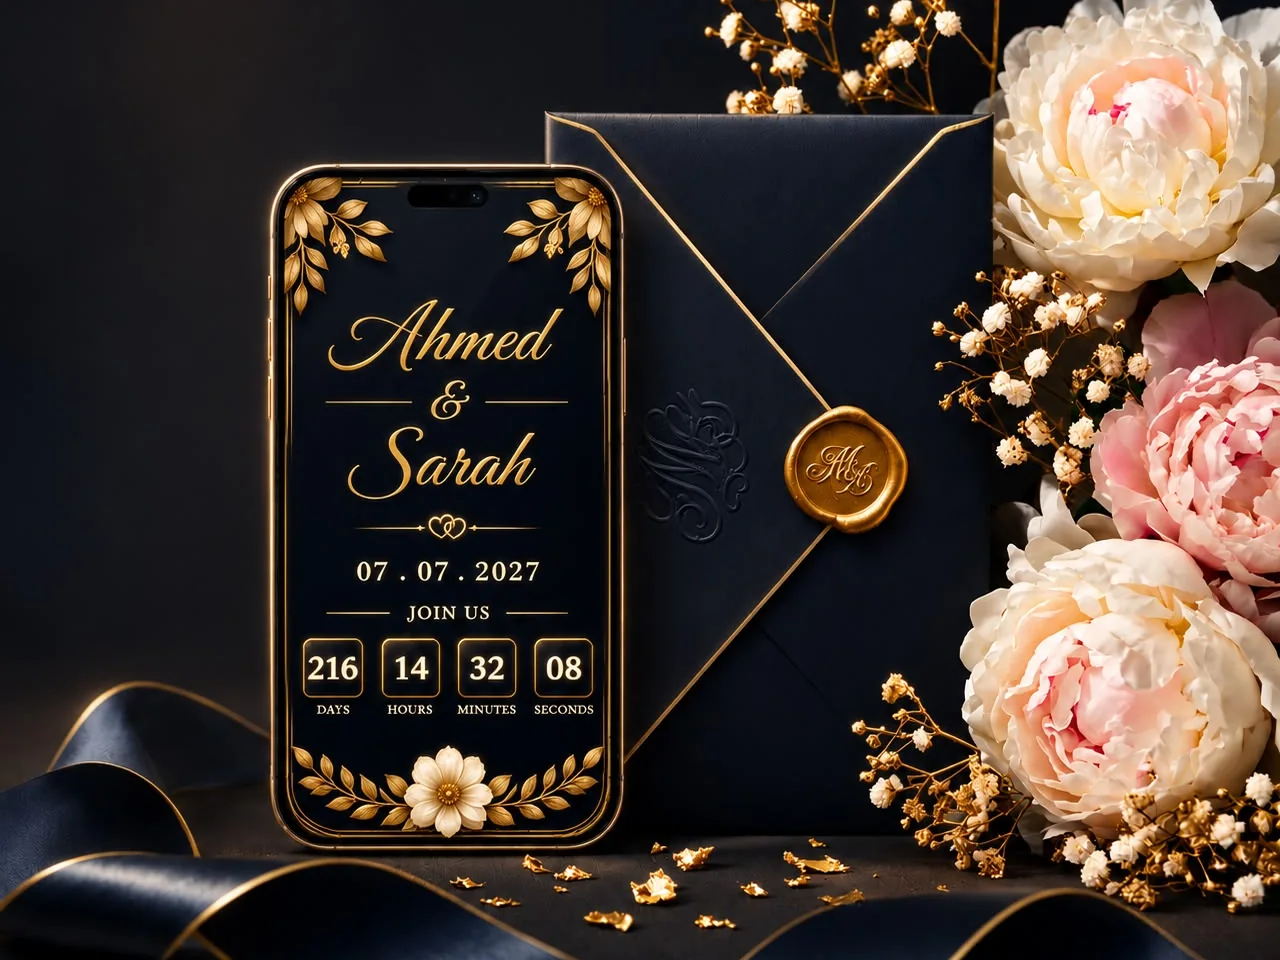 Ahmed
&
Sarah
07 . 07 . 2027
JOIN US
216 14 32 08
DAYS HOURS MINUTES SECONDS